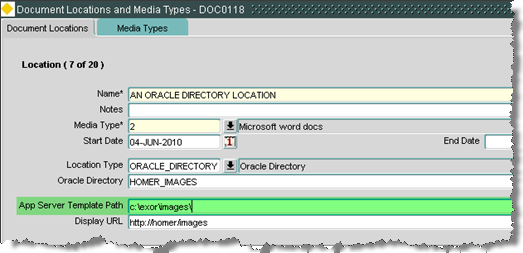 Document Locations and Media Types - DOC0118
Document Locations Media Types
Location ( 7 of 20 )
Name* AN ORACLE DIRECTORY LOCATION
Notes
Media Type* 2 Microsoft word docs
Start Date 04-JUN-2010 End Date
Location Type ORACLE_DIRECTORY Oracle Directory
Oracle Directory HOMER_IMAGES
App Server Template Path c:\exor\images\
Display URL http://homer/images